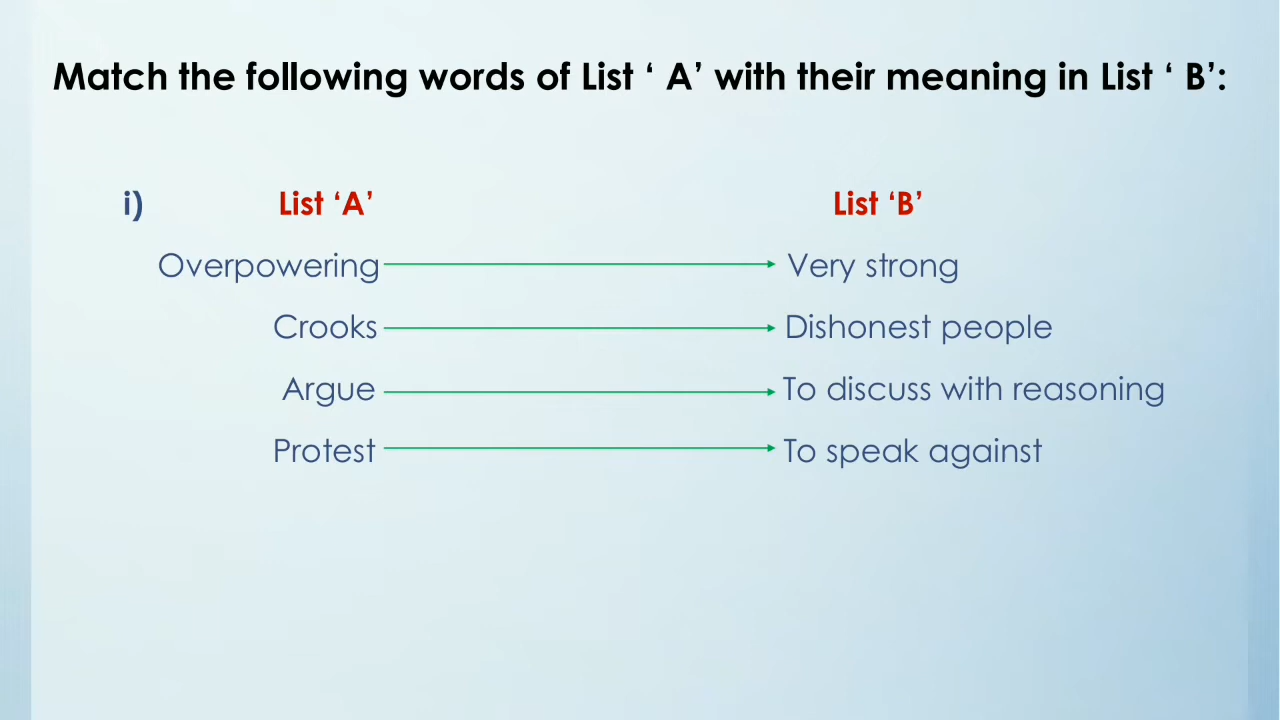 Match the following words of List ‘ A’ with their meaning in List ‘ B’:
i) List ‘A’ List ‘B’
Overpowering Very strong
Crooks Dishonest people
Argue To discuss with reasoning
Protest To speak against